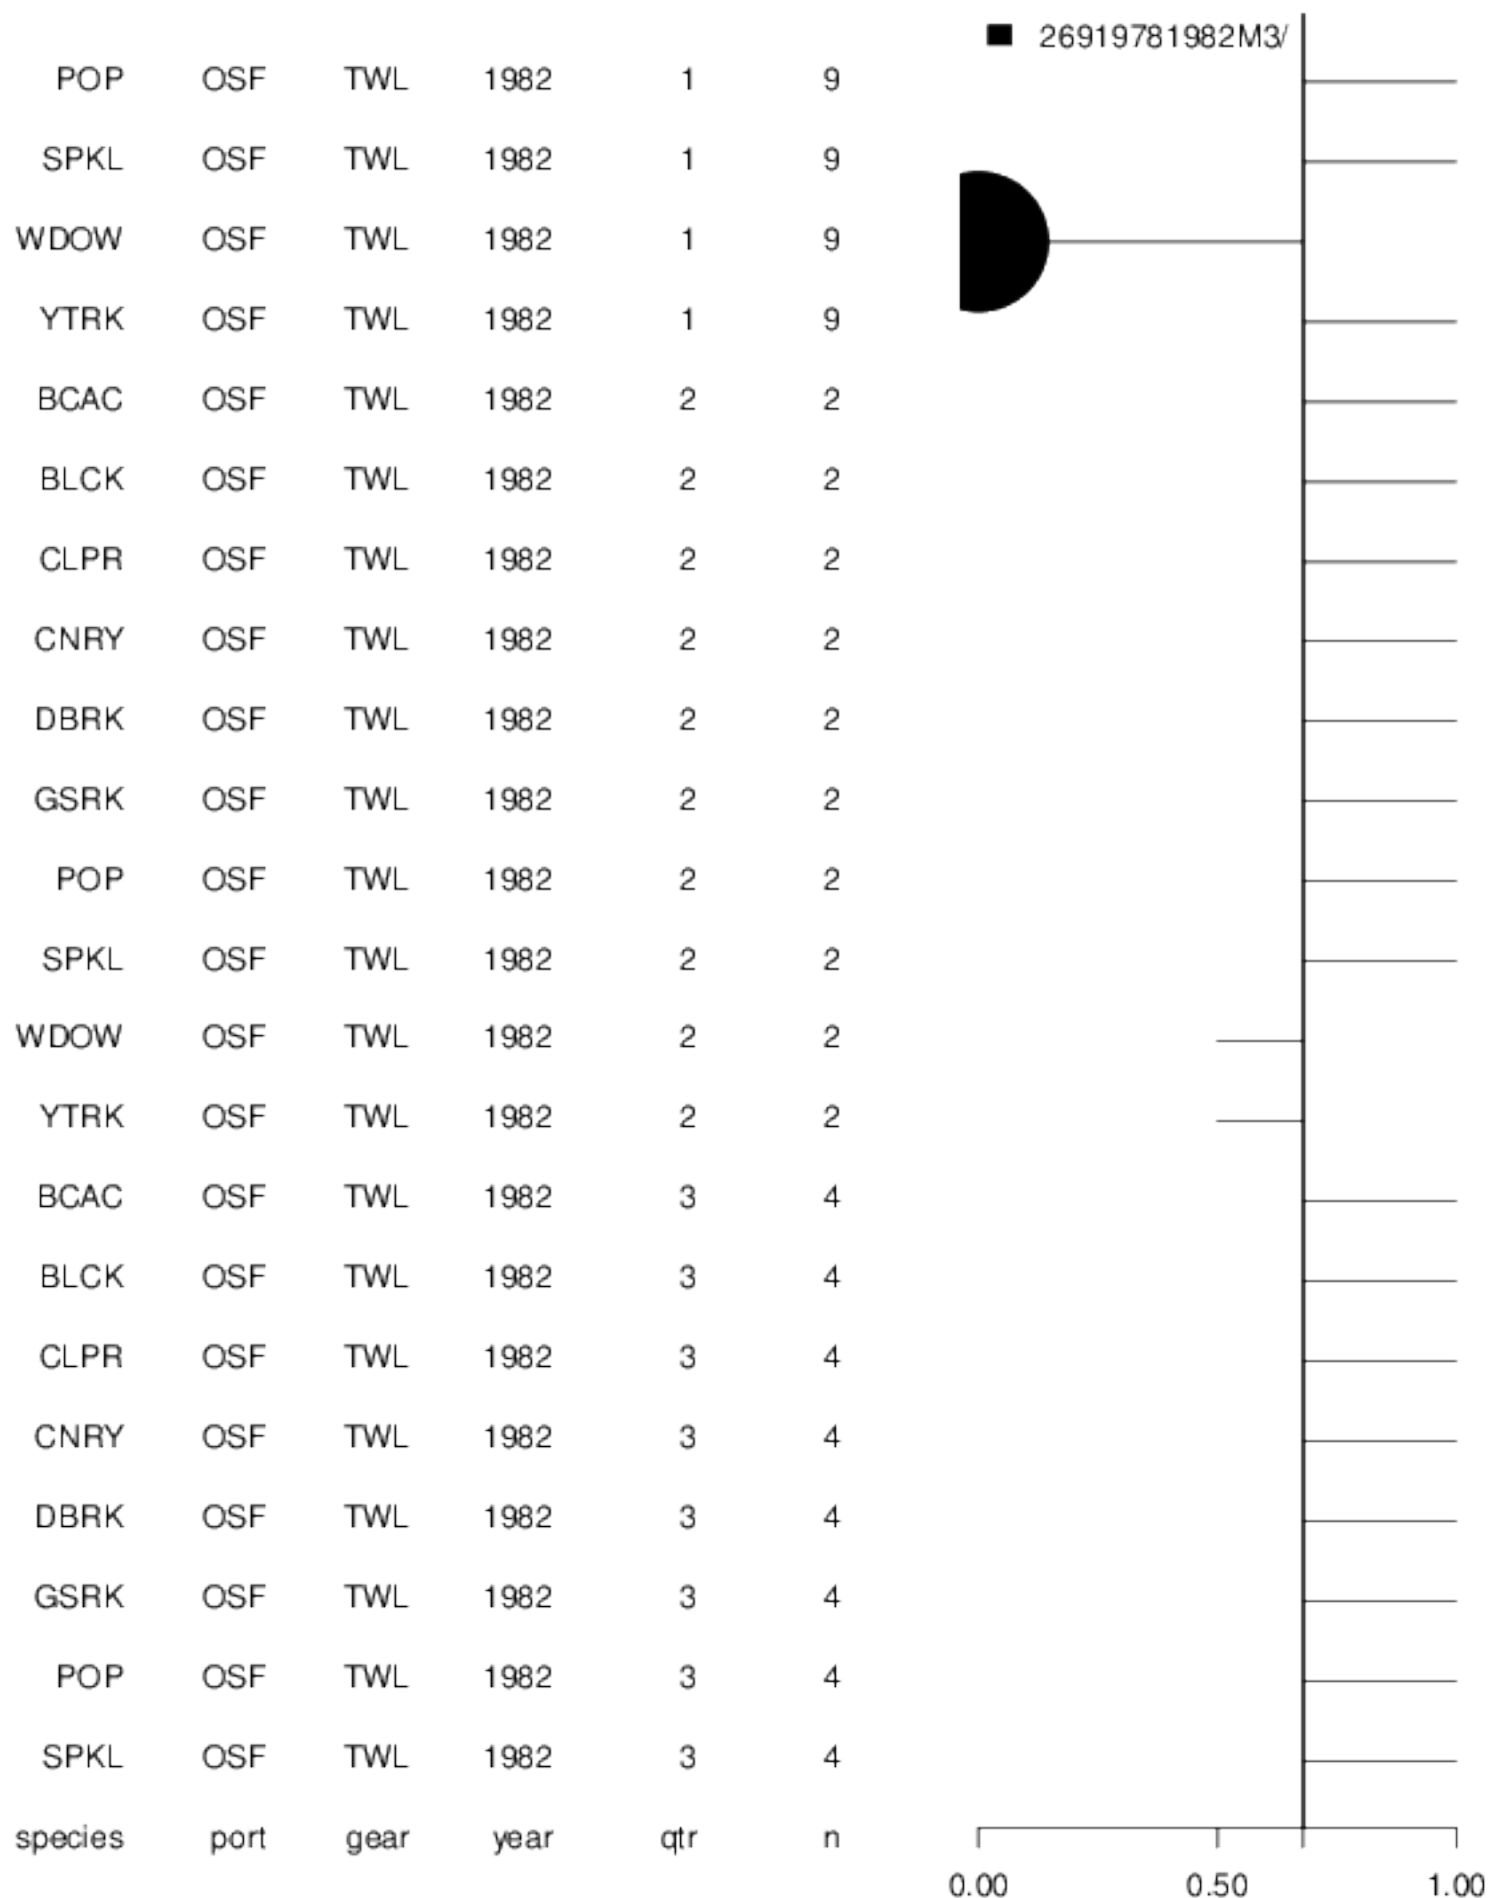 26919781982M3/
POP OSF TWL 1982 1 9
SPKL OSF TWL 1982 1 9
WDOW OSF TWL 1982 1 9
YTRK OSF TWL 1982 1 9
BCAC OSF TWL 1982 2 2
BLCK OSF TWL 1982 2 2
CLPR OSF TWL 1982 2 2
CNRY OSF TWL 1982 2 2
DBRK OSF TWL 1982 2 2
GSRK OSF TWL 1982 2 2
POP OSF TWL 1982 2 2
SPKL OSF TWL 1982 2 2
WDOW OSF TWL 1982 2 2
YTRK OSF TWL 1982 2 2
BCAC OSF TWL 1982 3 4
BLCK OSF TWL 1982 3 4
CLPR OSF TWL 1982 3 4
CNRY OSF TWL 1982 3 4
DBRK OSF TWL 1982 3 4
GSRK OSF TWL 1982 3 4
POP OSF TWL 1982 3 4
SPKL OSF TWL 1982 3 4
species port gear year qtr n
0.00 0.50 1.00